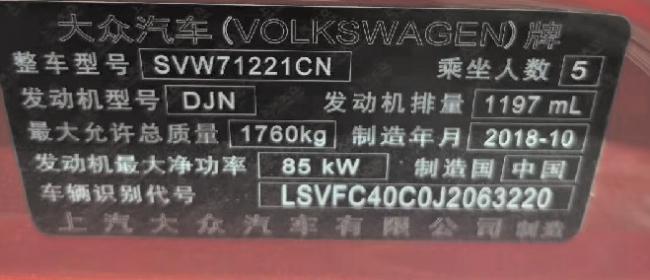 大众汽车(VOLKSWAGEN)牌
整车型号 SVW71221CN 乘坐人数 5
发动机型号 DJN 发动机排量 1197 mL
最大允许总质量 1760kg 制造年月 2018-10
发动机最大净功率 85 kW 制造国 中国
车辆识别代号 LSVFC40C0J2063220
上汽大众汽车有限公司制造